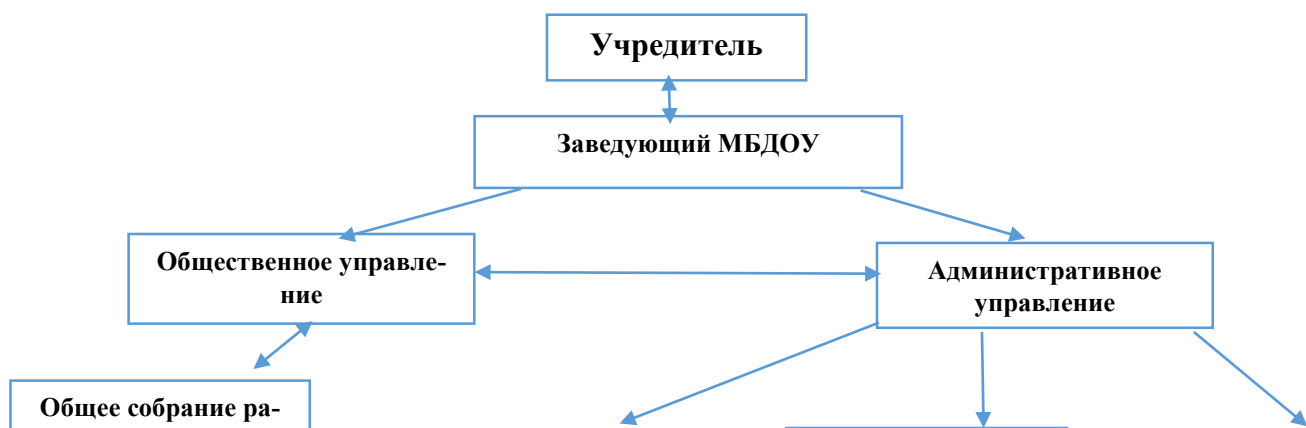 Учредитель
Заведующий МБДОУ
Общественное управле-
ние
Административное
управление
Общее собрание ра-